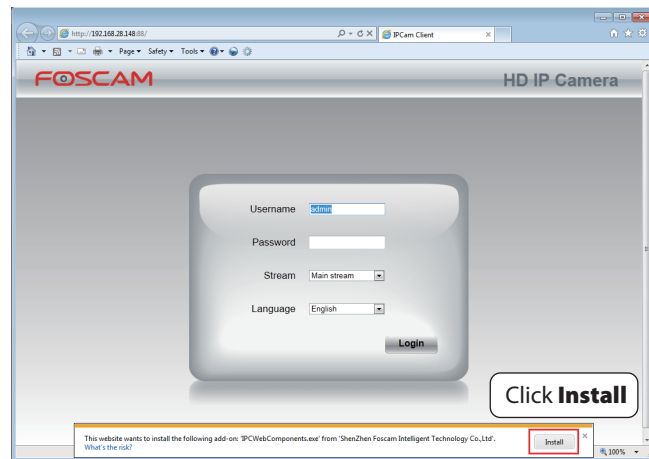 http://192.168.28.148:88/
IPCam Client
Page Safety Tools
FOSCAM
HD IP Camera
Username admin
Password
Stream Main stream
Language English
Login
Click Install
This website wants to install the following add-on: 'IPCWebComponents.exe' from 'ShenZhen Foscam Intelligent Technology Co.,Ltd'.
What's the risk?
Install
100%